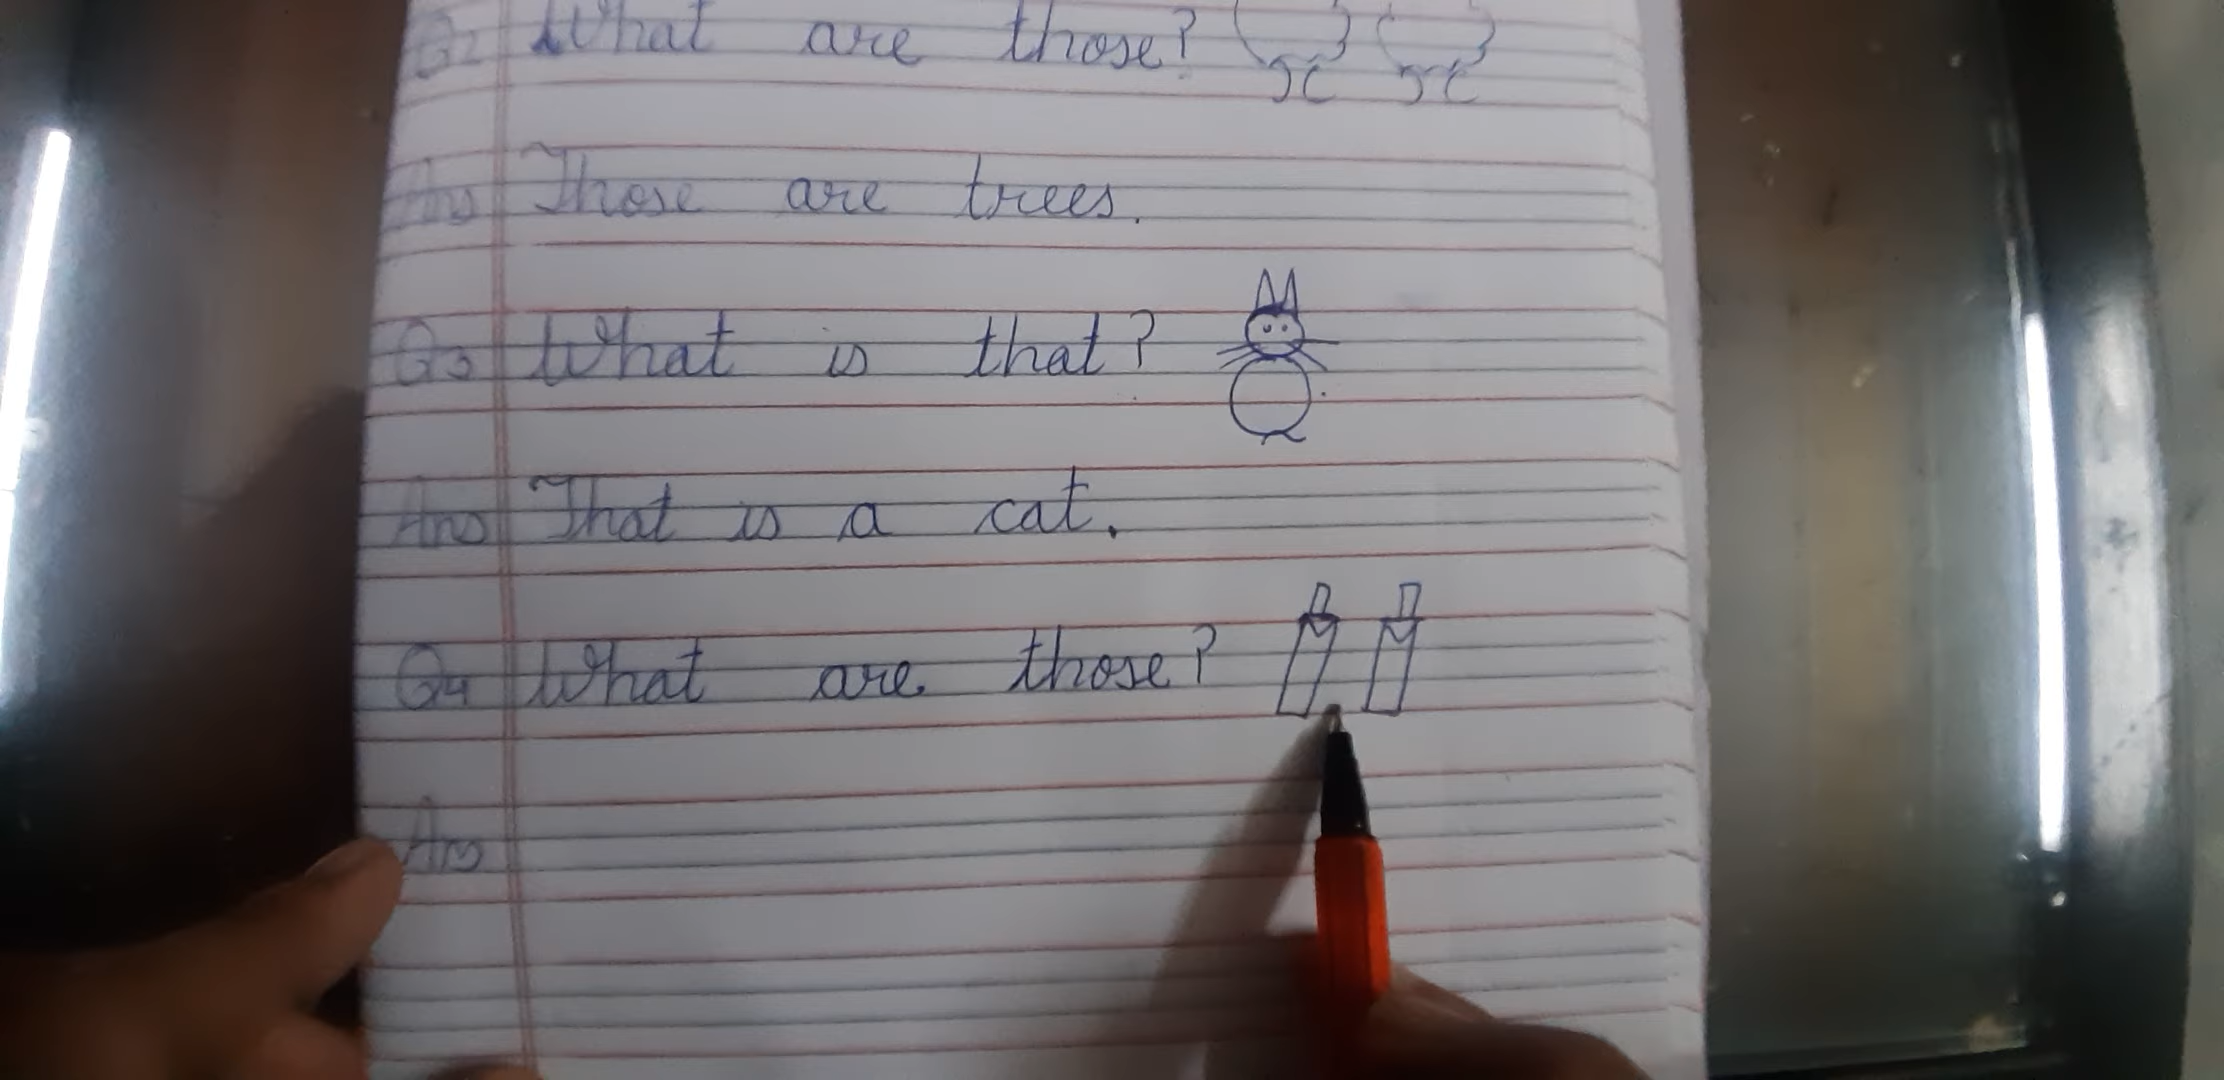 Q2 What are those?
Ans Those are trees.
Q3 What is that?
Ans That is a cat.
Q4 What are those?
Ans